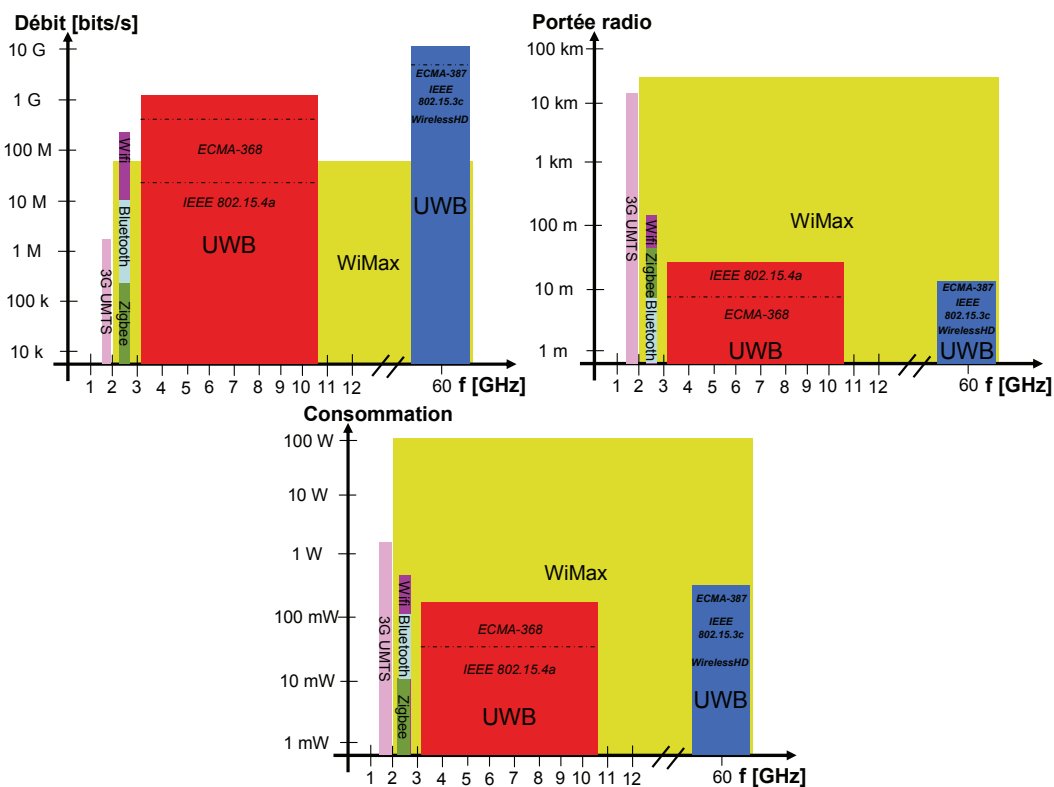 Débit [bits/s]
10 G
1 G
100 M
10 M
1 M
100 k
10 k
3G UMTS
Wifi
Bluetooth
Zigbee
ECMA-368
IEEE 802.15.4a
UWB
WiMax
ECMA-387
IEEE
802.15.3c
WirelessHD
UWB
1 2 3 4 5 6 7 8 9 10 11 12 60 f [GHz]
Portée radio
100 km
10 km
1 km
100 m
10 m
1 m
3G UMTS
Wifi
Zigbee
Bluetooth
WiMax
IEEE 802.15.4a
ECMA-368
UWB
ECMA-387
IEEE
802.15.3c
WirelessHD
UWB
1 2 3 4 5 6 7 8 9 10 11 12 60 f [GHz]
Consommation
100 W
10 W
1 W
100 mW
10 mW
1 mW
3G UMTS
Wifi
Bluetooth
Zigbee
WiMax
ECMA-368
IEEE 802.15.4a
UWB
ECMA-387
IEEE
802.15.3c
WirelessHD
UWB
1 2 3 4 5 6 7 8 9 10 11 12 60 f [GHz]